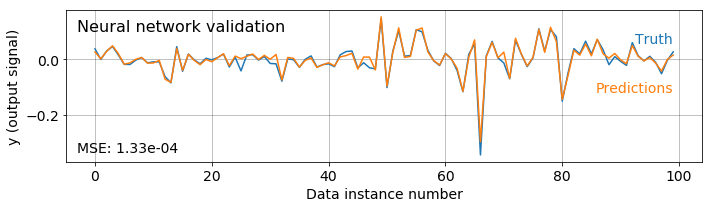 Neural network validation
Truth
Predictions
MSE: 1.33e-04
y (output signal)
0.0
−0.2
0
20
40
60
80
100
Data instance number